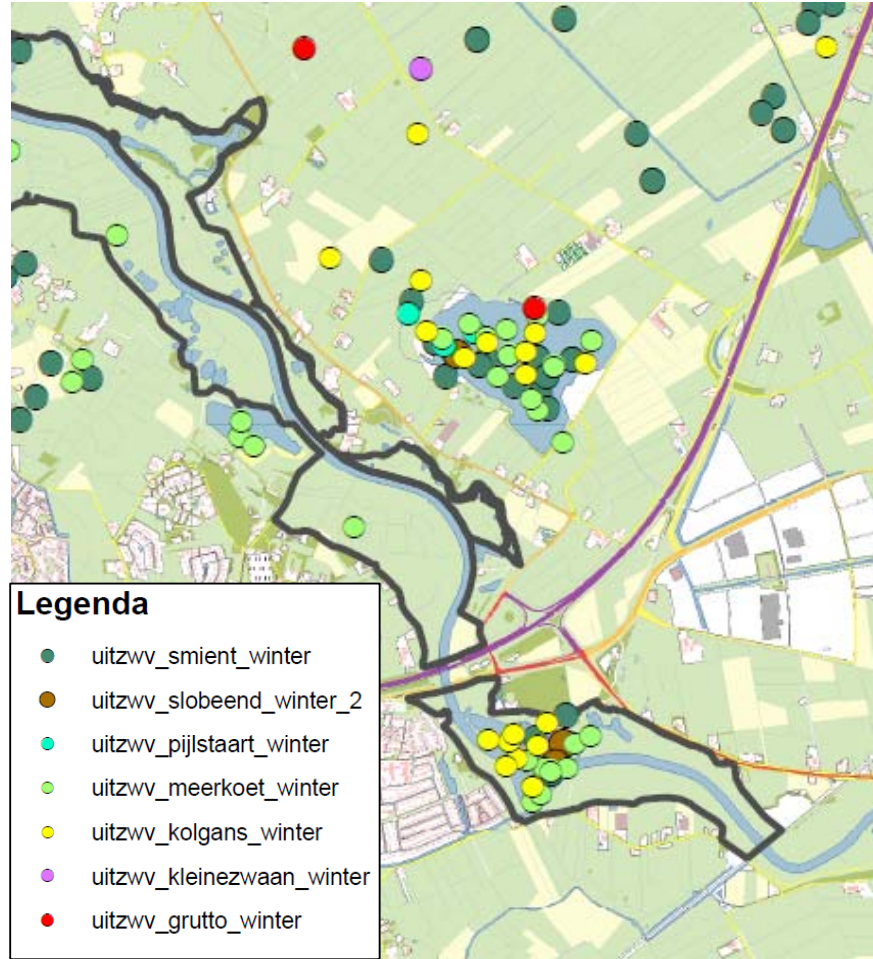 Legenda
uitzwv_smient_winter
uitzwv_slobeend_winter_2
uitzwv_pijlstaart_winter
uitzwv_meerkoet_winter
uitzwv_kolgans_winter
uitzwv_kleinezwaan_winter
uitzwv_grutto_winter